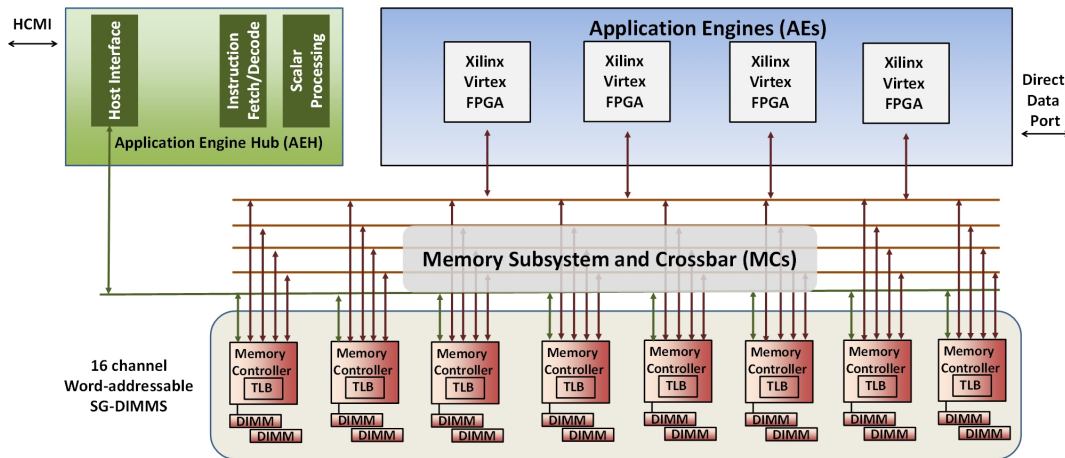 HCMI
Host Interface
Instruction
Fetch/Decode
Scalar
Processing
Application Engine Hub (AEH)
Application Engines (AEs)
Xilinx
Virtex
FPGA
Xilinx
Virtex
FPGA
Xilinx
Virtex
FPGA
Xilinx
Virtex
FPGA
Direct
Data
Port
Memory Subsystem and Crossbar (MCs)
16 channel
Word-addressable
SG-DIMMS
Memory
Controller
TLB
DIMM
DIMM
Memory
Controller
TLB
DIMM
DIMM
Memory
Controller
TLB
DIMM
DIMM
Memory
Controller
TLB
DIMM
DIMM
Memory
Controller
TLB
DIMM
DIMM
Memory
Controller
TLB
DIMM
DIMM
Memory
Controller
TLB
DIMM
DIMM
Memory
Controller
TLB
DIMM
DIMM